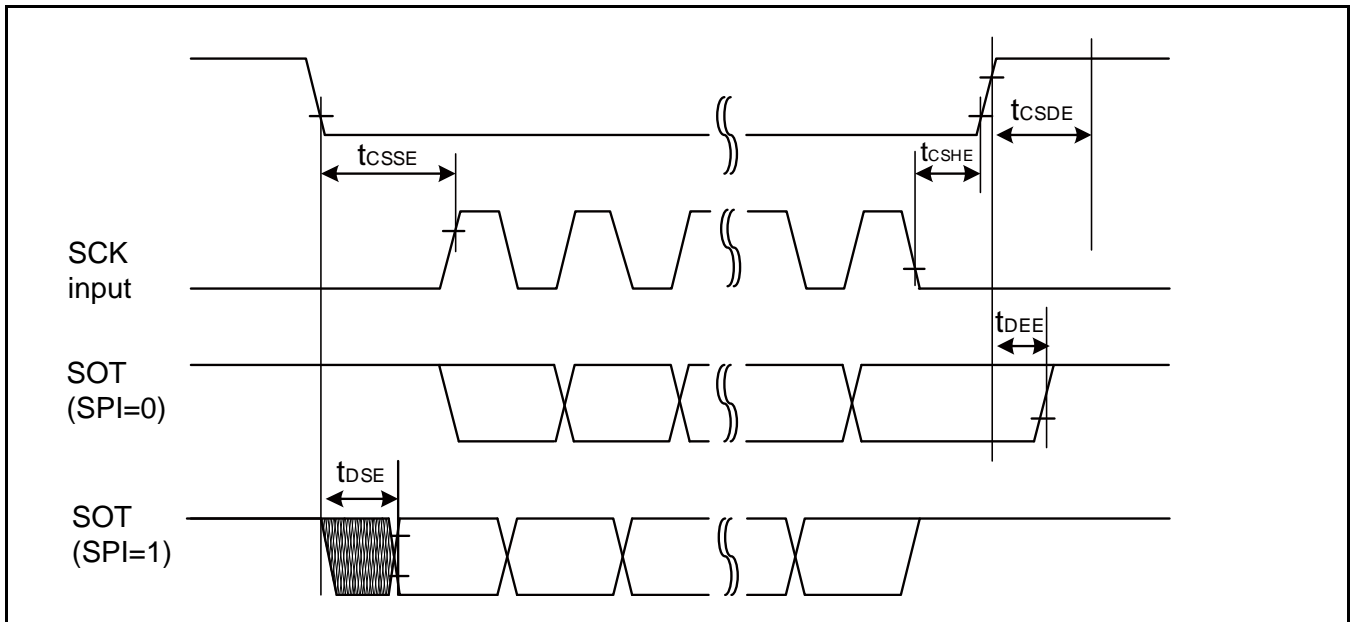 tCSDE
tCSSE
tCSHE
SCK
input
tDEE
SOT
(SPI=0)
tDSE
SOT
(SPI=1)